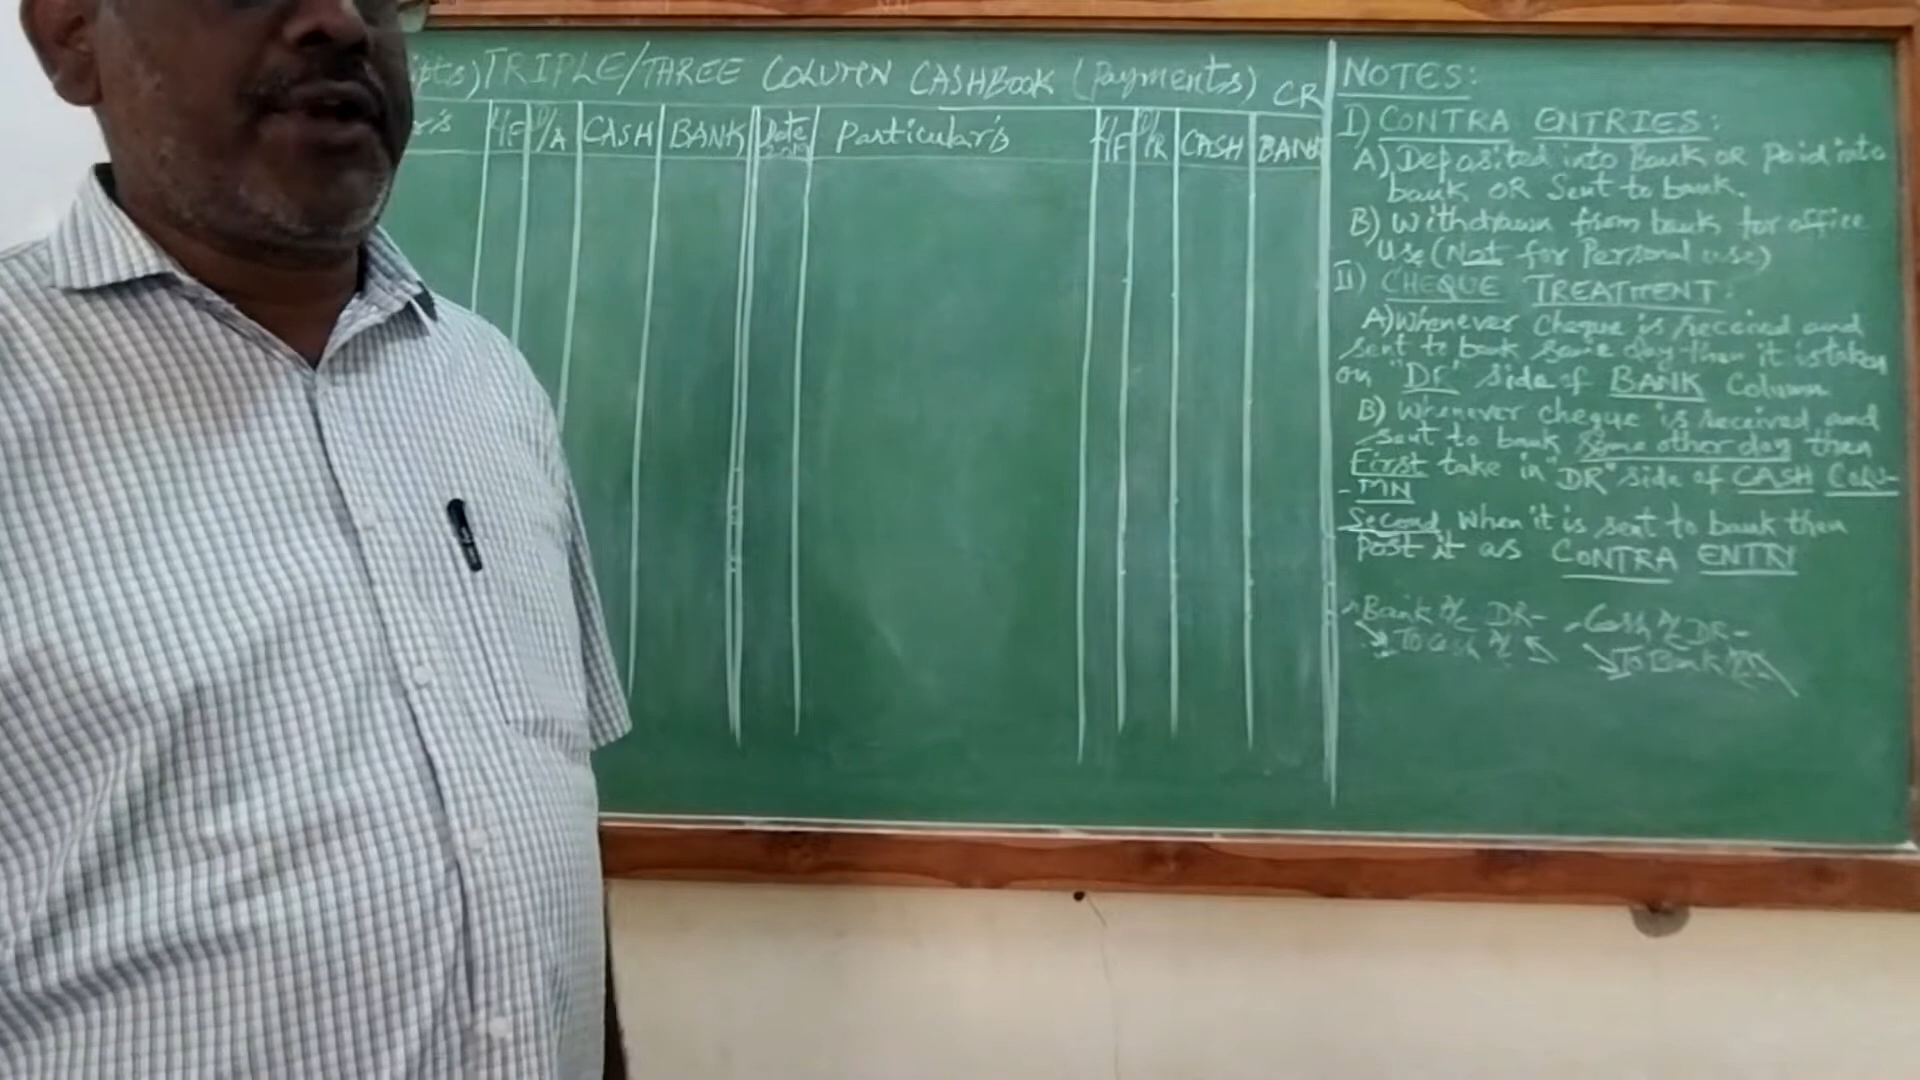 ipts) TRIPLE/THREE COLUMN CASHBOOK (Payments) CR
r's L/F D/A CASH BANK Date Particular's L/F D/R CASH BANK
NOTES:
I) CONTRA ENTRIES:
A) Deposited into Bank OR Paid into
bank OR Sent to bank.
B) Withdrawn from bank for office
Use (Not for Personal use)
II) CHEQUE TREATMENT:
A) Whenever cheque is received and
sent to bank same day then it is taken
on "DR" side of BANK Column
B) Whenever cheque is received and
sent to bank some other day then
First take in "DR" side of CASH COLU-
-MN
Second, When it is sent to bank then
Post it as CONTRA ENTRY
Bank A/c DR- Cash A/c DR-
To Cash A/c To Bank A/c